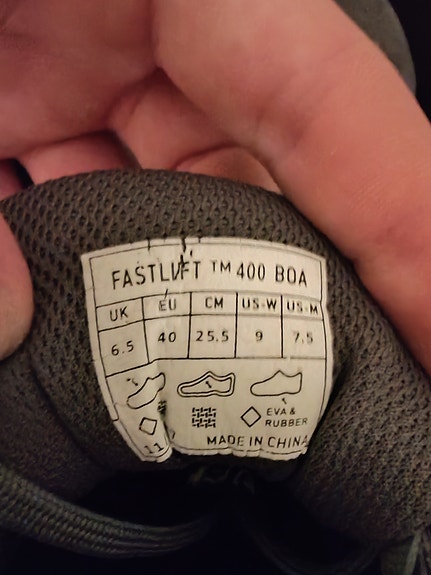 FASTLIFT ™ 400 BOA
UK EU CM US-W US-M
6.5 40 25.5 9 7.5
EVA &
RUBBER
11
MADE IN CHINA